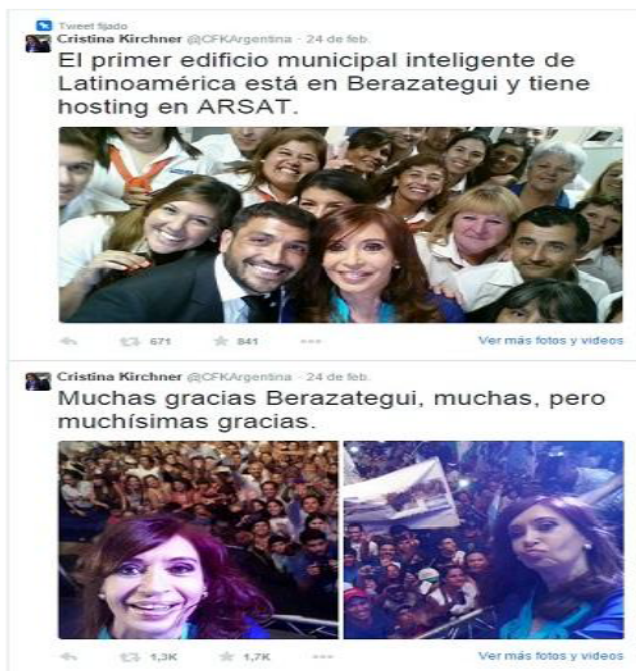 Tweet fijado
Cristina Kirchner @CFKArgentina · 24 de feb.
El primer edificio municipal inteligente de
Latinoamérica está en Berazategui y tiene
hosting en ARSAT.
671 841 Ver más fotos y videos
Cristina Kirchner @CFKArgentina · 24 de feb.
Muchas gracias Berazategui, muchas, pero
muchísimas gracias.
1,3K 1,7K Ver más fotos y videos